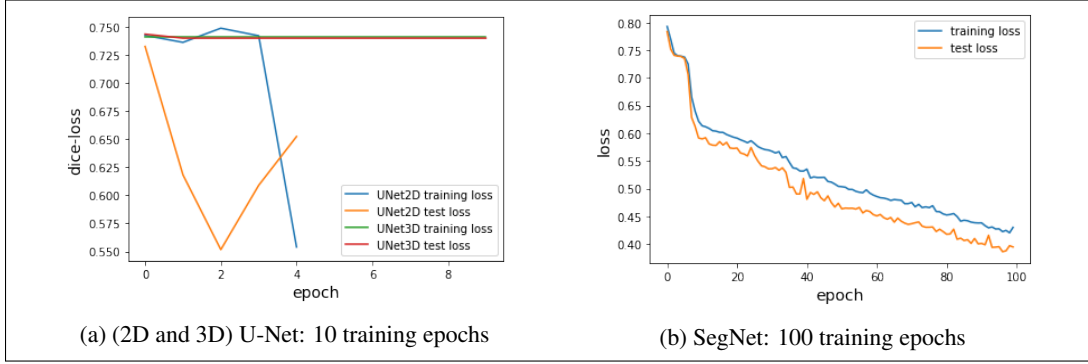 0.750
0.725
0.700
0.675
0.650
0.625
0.600
0.575
0.550
dice-loss
0 2 4 6 8
epoch
UNet2D training loss
UNet2D test loss
UNet3D training loss
UNet3D test loss
(a) (2D and 3D) U-Net: 10 training epochs
0.80
0.75
0.70
0.65
0.60
0.55
0.50
0.45
0.40
loss
0 20 40 60 80 100
epoch
training loss
test loss
(b) SegNet: 100 training epochs